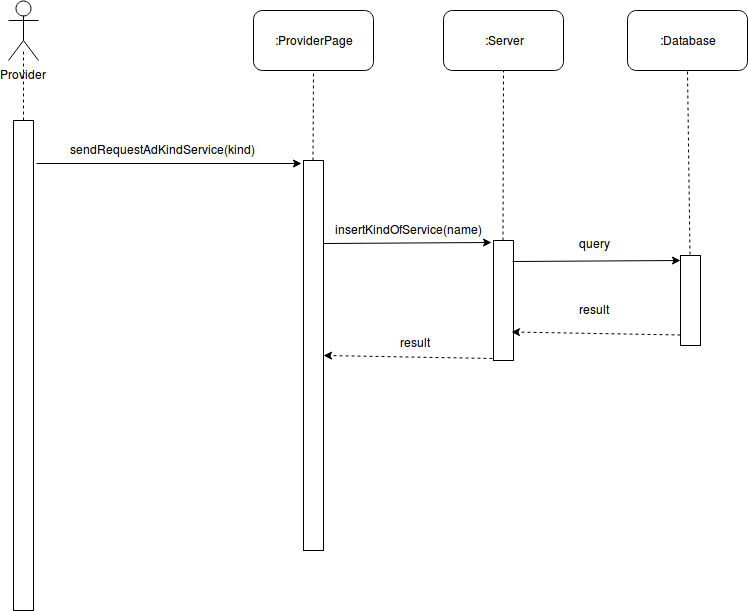 :ProviderPage
:Server
:Database
Provider
sendRequestAdKindService(kind)
insertKindOfService(name)
query
result
result